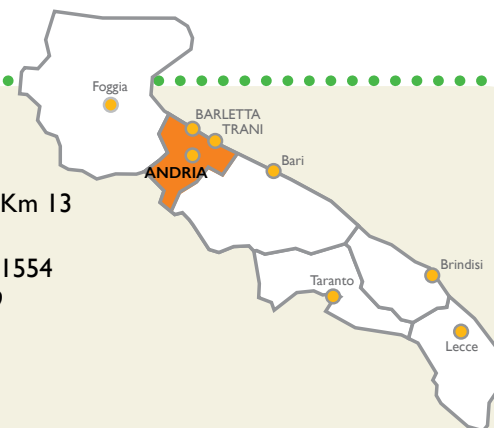 Foggia
BARLETTA
TRANI
Bari
ANDRIA
Km 13
1554
Brindisi
Taranto
Lecce